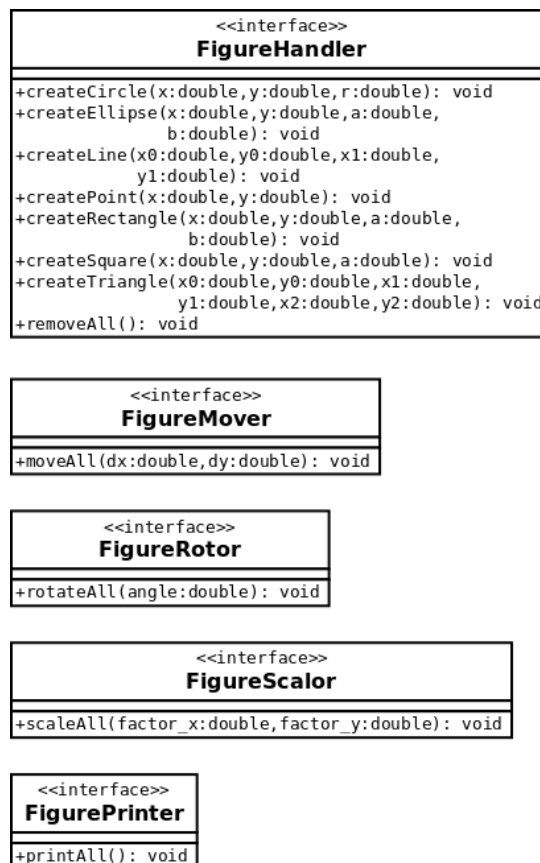 <<interface>>
FigureHandler
+createCircle(x:double,y:double,r:double): void
+createEllipse(x:double,y:double,a:double,
b:double): void
+createLine(x0:double,y0:double,x1:double,
y1:double): void
+createPoint(x:double,y:double): void
+createRectangle(x:double,y:double,a:double,
b:double): void
+createSquare(x:double,y:double,a:double): void
+createTriangle(x0:double,y0:double,x1:double,
y1:double,x2:double,y2:double): void
+removeAll(): void
<<interface>>
FigureMover
+moveAll(dx:double,dy:double): void
<<interface>>
FigureRotor
+rotateAll(angle:double): void
<<interface>>
FigureScalor
+scaleAll(factor_x:double,factor_y:double): void
<<interface>>
FigurePrinter
+printAll(): void